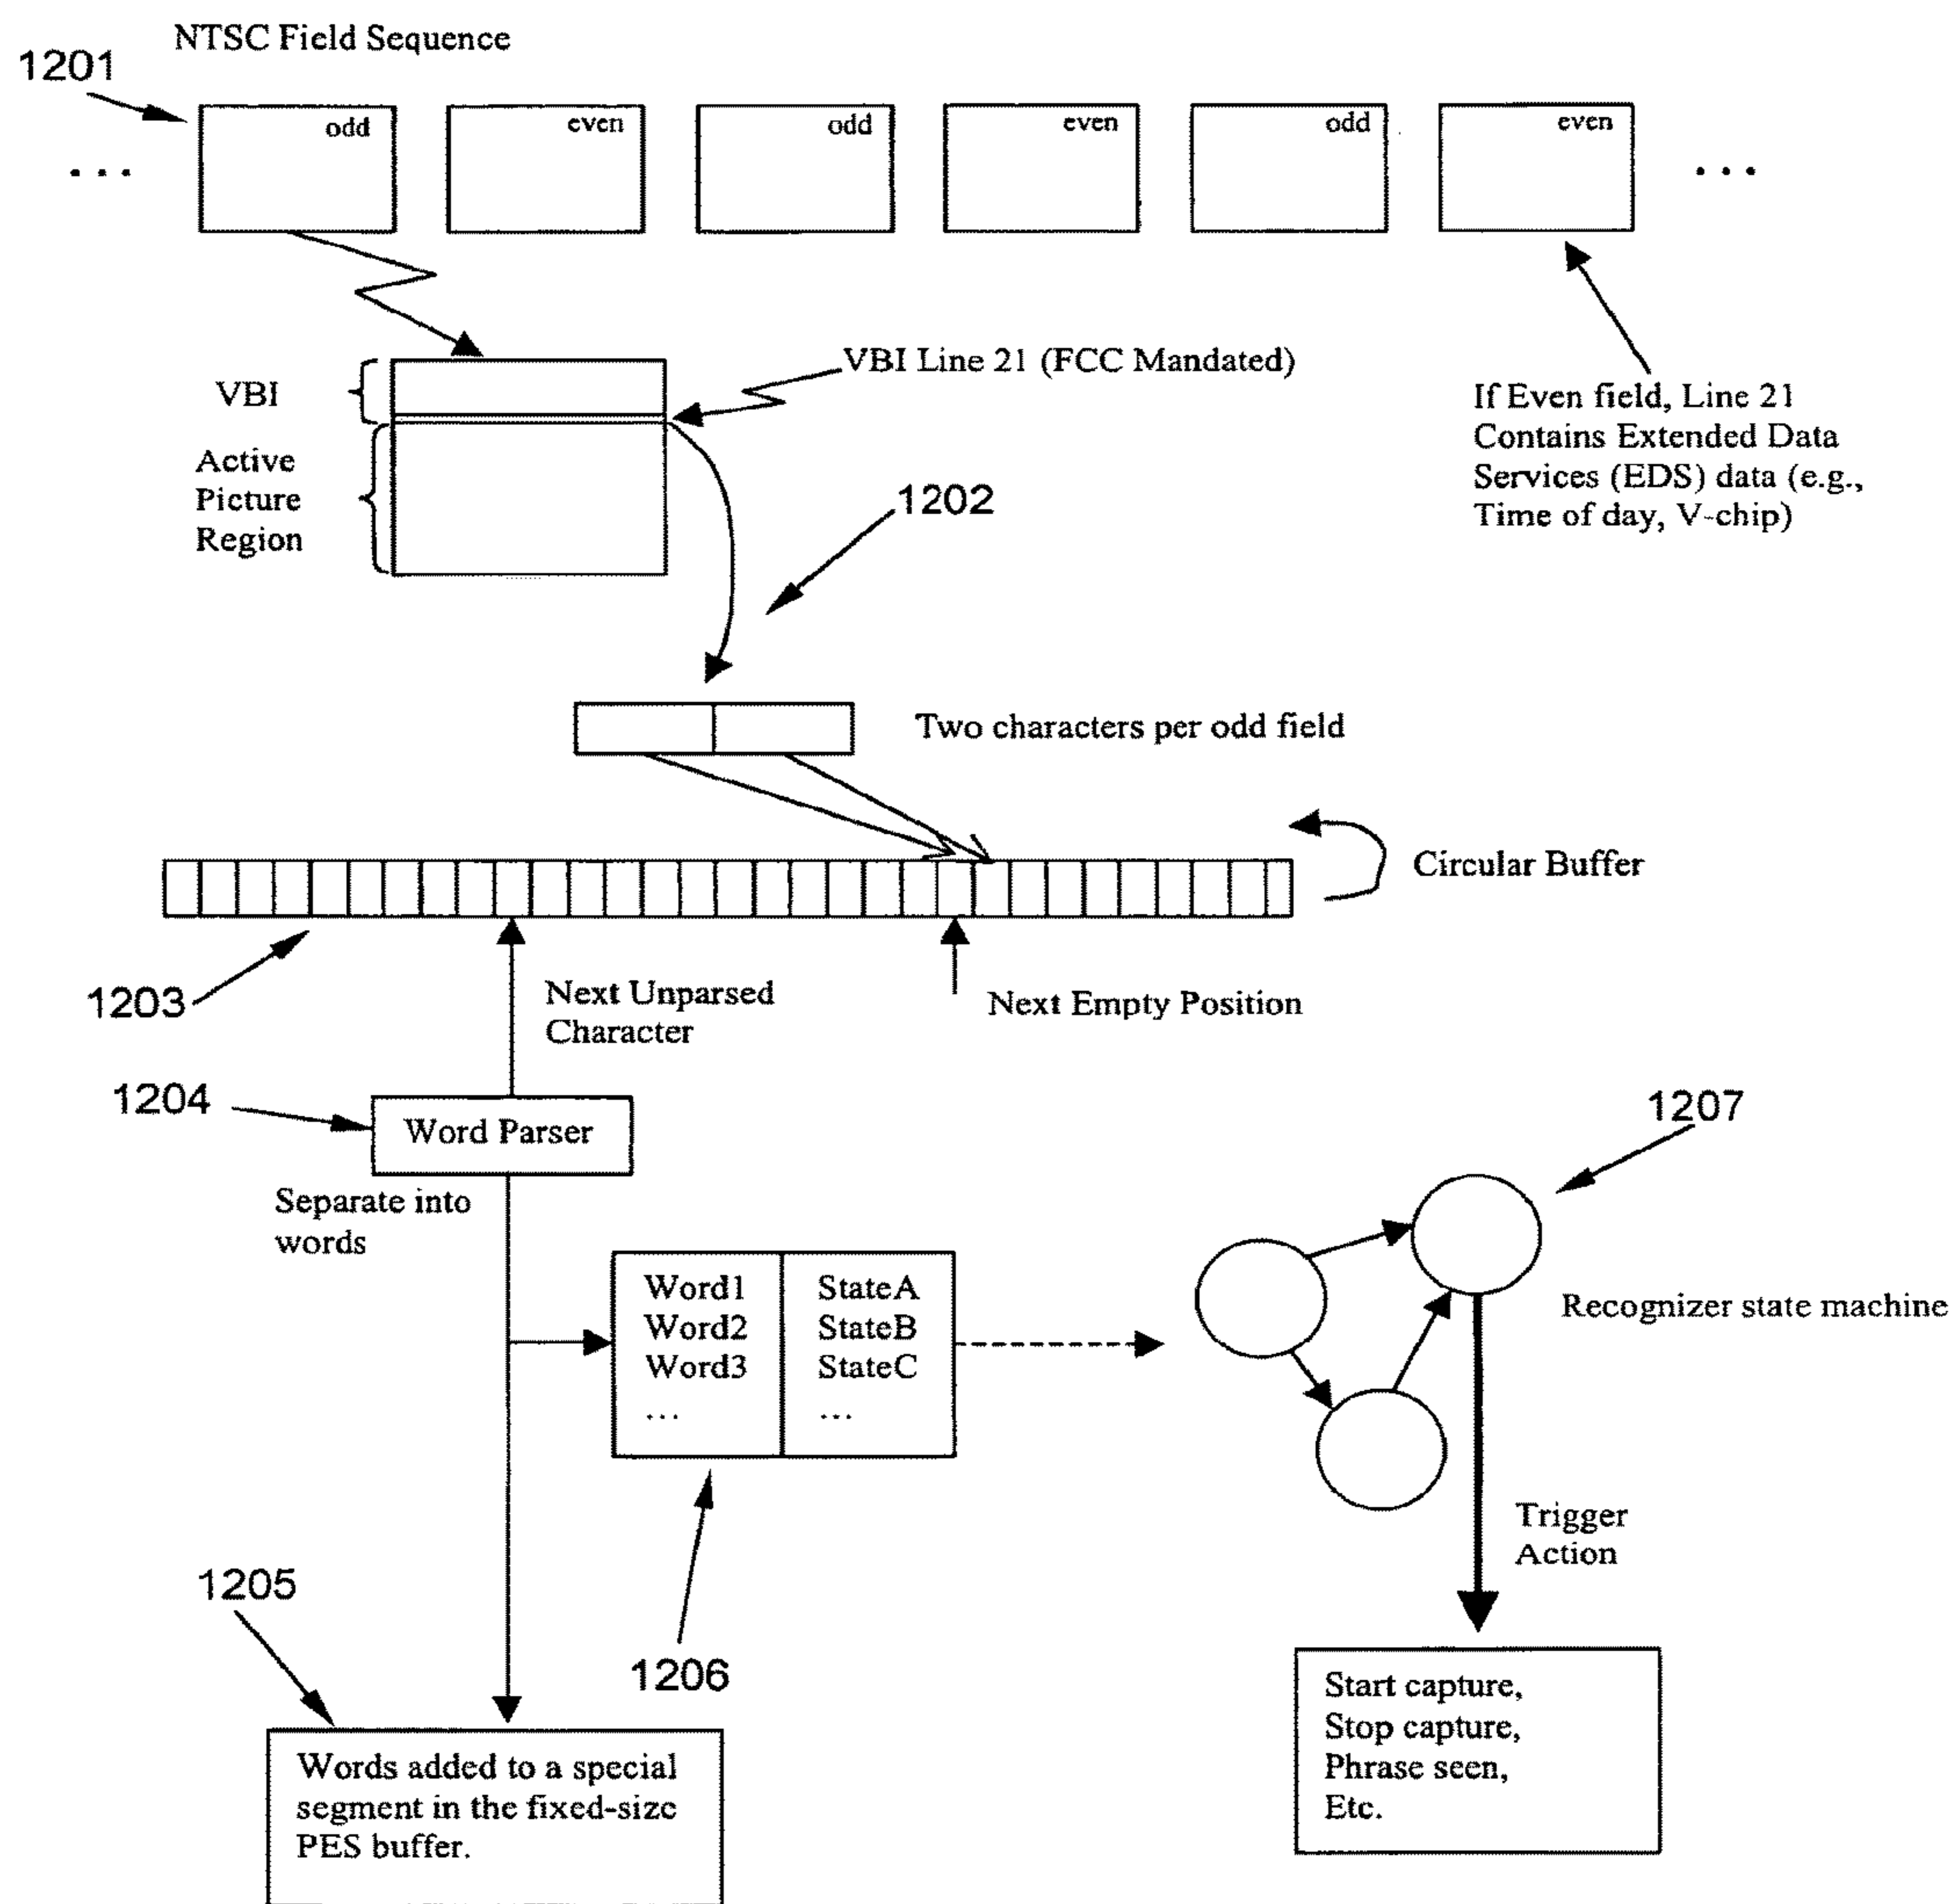 NTSC Field Sequence
1201
odd
even
odd
even
odd
even
...
...
VBI
VBI Line 21 (FCC Mandated)
Active
Picture
Region
If Even field, Line 21
Contains Extended Data
Services (EDS) data (e.g.,
Time of day, V-chip)
1202
Two characters per odd field
Circular Buffer
1203
Next Unparsed
Character
Next Empty Position
1204
Word Parser
1207
Separate into
words
Word1
Word2
Word3
...
StateA
StateB
StateC
...
Recognizer state machine
Trigger
Action
1205
1206
Words added to a special
segment in the fixed-size
PES buffer.
Start capture,
Stop capture,
Phrase seen,
Etc.